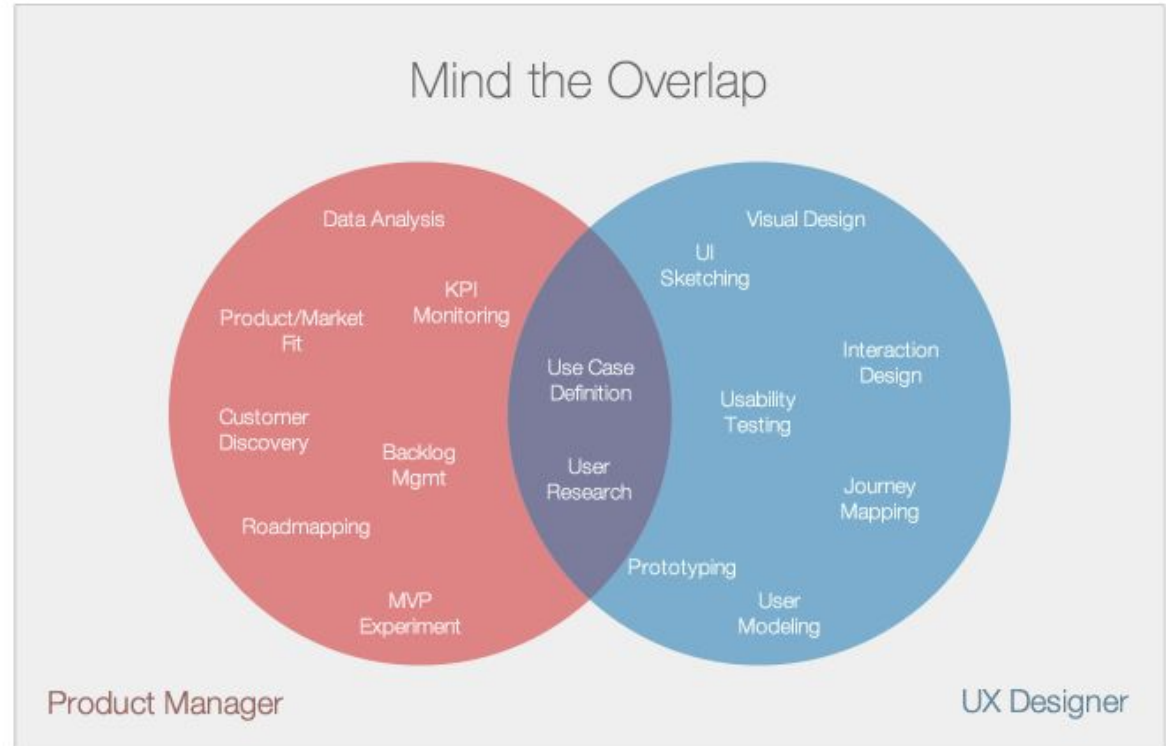 Mind the Overlap
Data Analysis
KPI
Monitoring
Product/Market
Fit
Customer
Discovery
Backlog
Mgmt
Roadmapping
MVP
Experiment
Use Case
Definition
User
Research
Visual Design
UI
Sketching
Interaction
Design
Usability
Testing
Journey
Mapping
Prototyping
User
Modeling
Product Manager
UX Designer